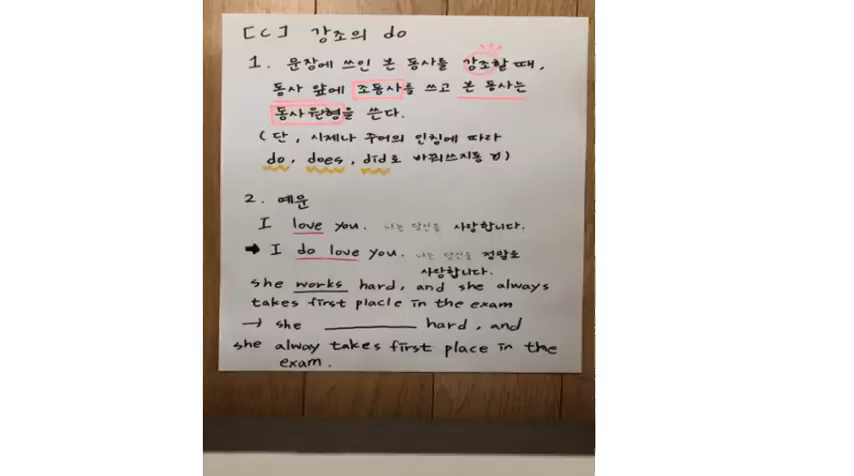 [C] 강조의 do
1. 문장에 쓰인 본 동사를 강조할 때,
동사 앞에 조동사를 쓰고 본 동사는
동사원형을 쓴다.
(단, 시제나 주어의 인칭에 따라
do, does, did로 바꿔쓰지롱)
2. 예문
I love you. 나는 당신을 사랑합니다.
➡ I do love you. 나는 당신을 정말로
사랑합니다.
she works hard, and she always
takes first placle in the exam
→ she ________ hard, and
she alway takes first place in the
exam.